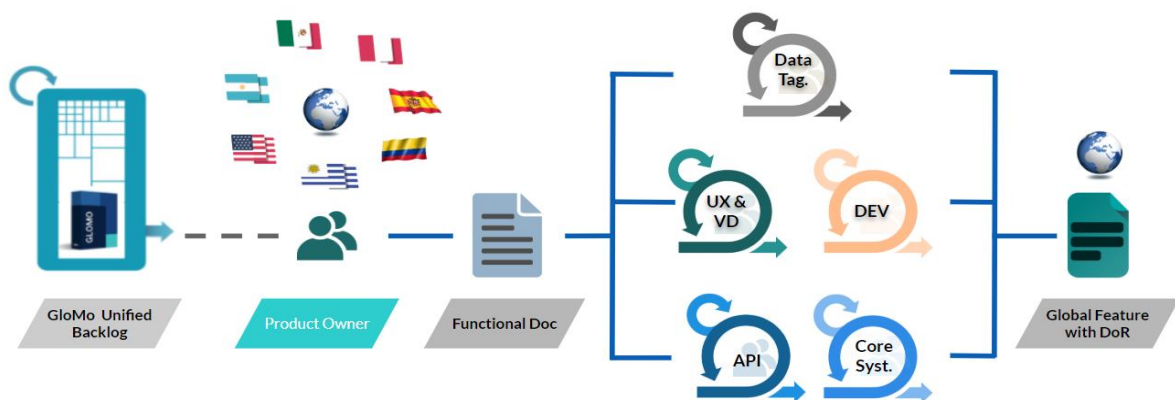 GLOMO
GloMo Unified
Backlog
Product Owner
Functional Doc
Data
Tag.
UX &
VD
DEV
API
Core
Syst.
Global Feature
with DoR